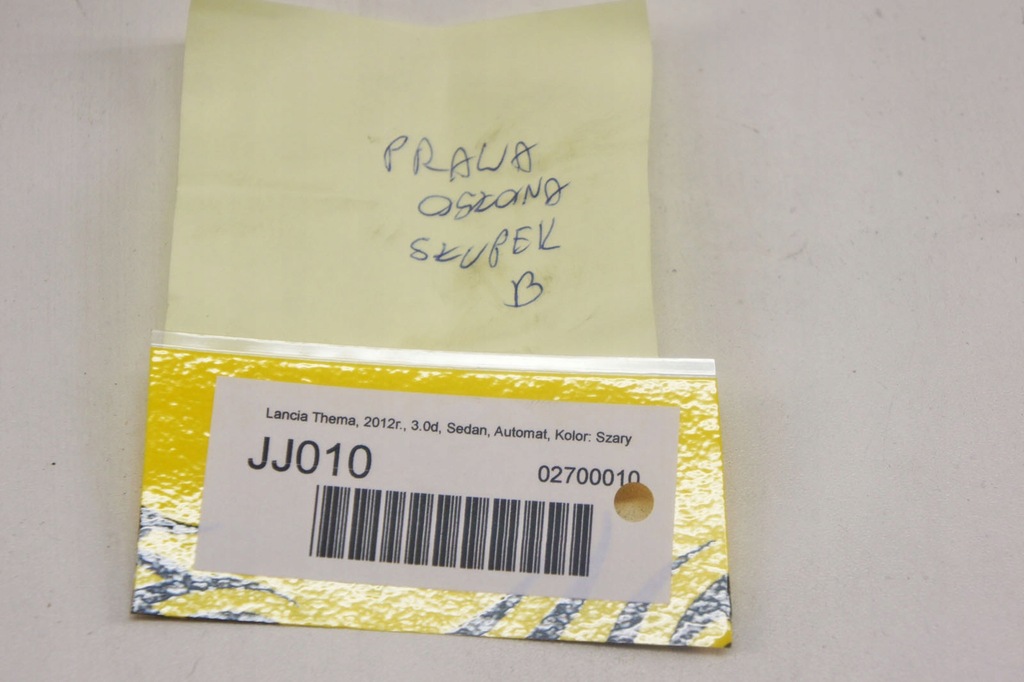 PRAWA
OSŁONA
SŁUPEK
B
Lancia Thema, 2012r., 3.0d, Sedan, Automat, Kolor: Szary
JJ010
02700010